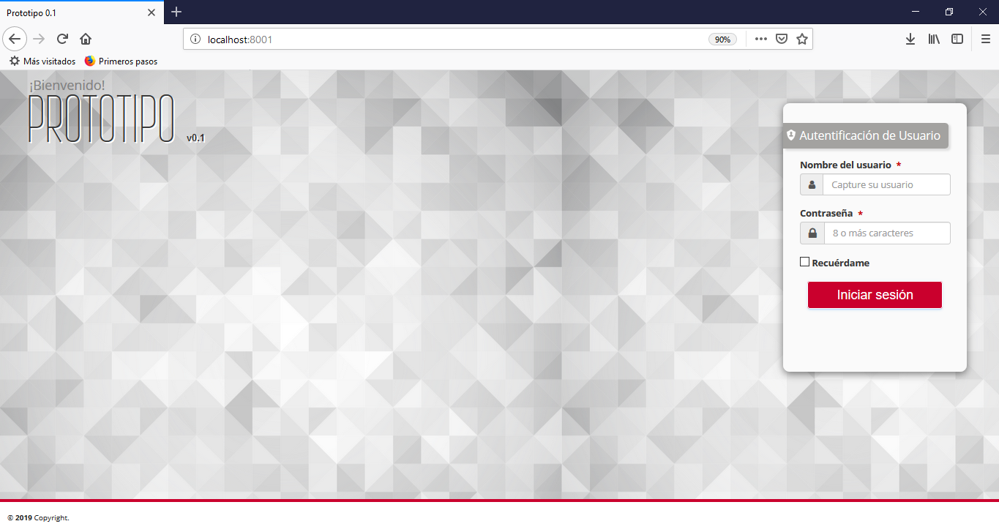 Prototipo 0.1
localhost:8001
90%
Más visitados
Primeros pasos
¡Bienvenido!
PROTOTIPO v0.1
Autentificación de Usuario
Nombre del usuario *
Capture su usuario
Contraseña *
8 o más caracteres
Recuérdame
Iniciar sesión
© 2019 Copyright.